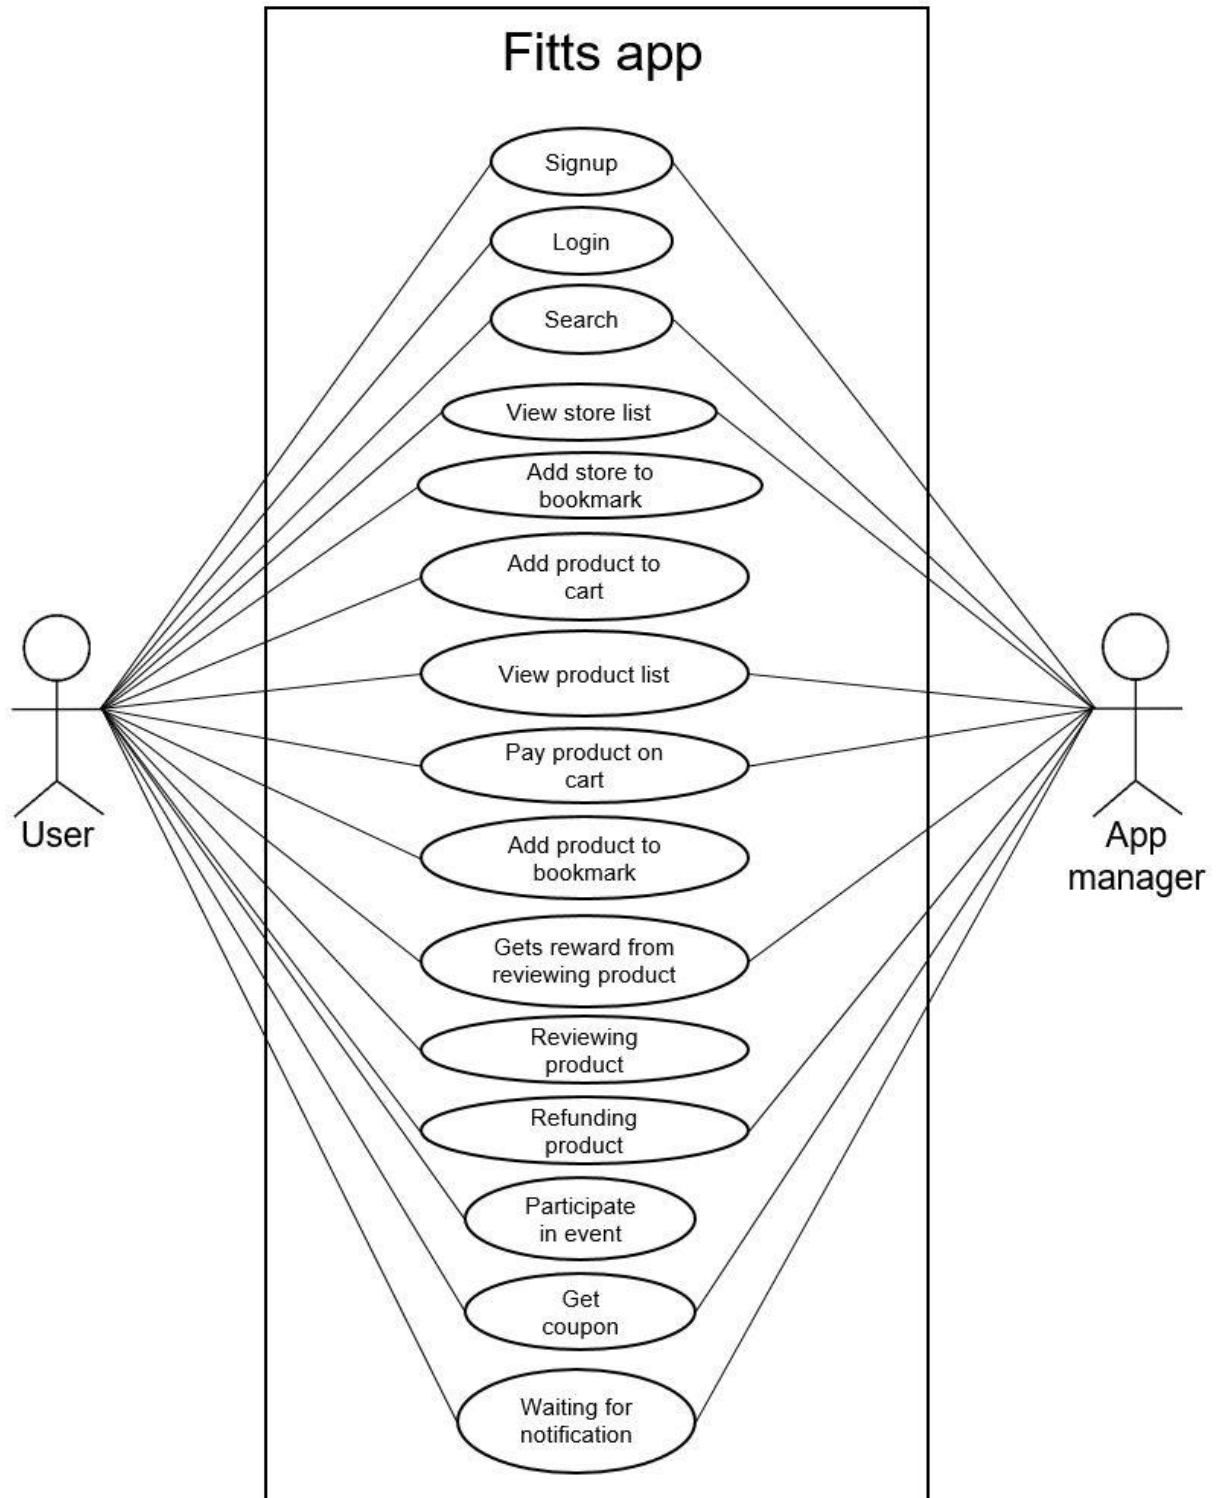 Fitts app
Signup
Login
Search
View store list
Add store to
bookmark
Add product to
cart
View product list
Pay product on
cart
Add product to
bookmark
Gets reward from
reviewing product
Reviewing
product
Refunding
product
Participate
in event
Get
coupon
Waiting for
notification
User
App
manager